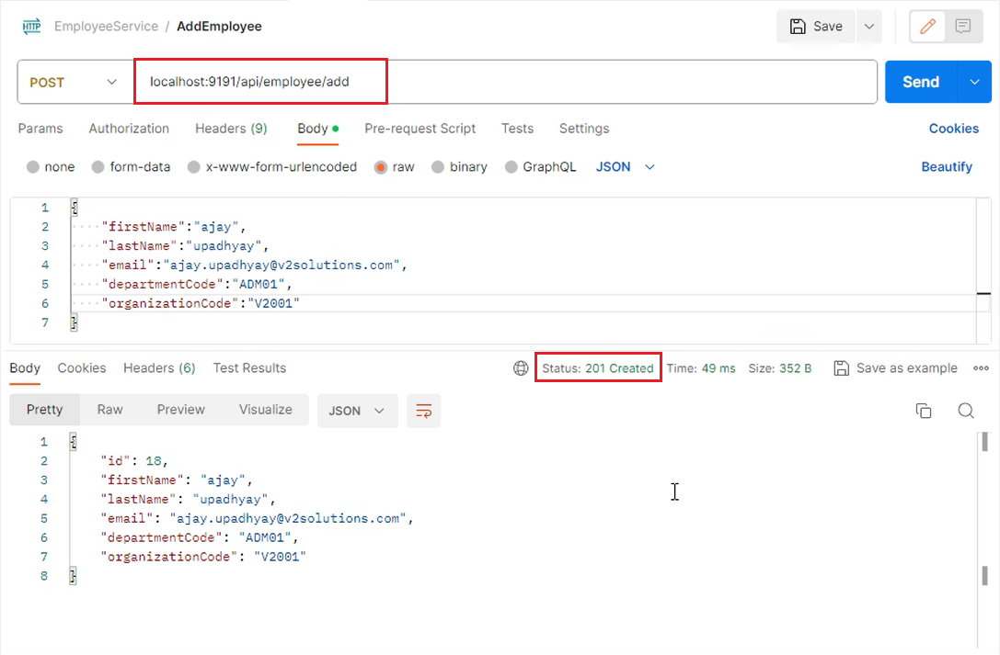 HTTP EmployeeService / AddEmployee Save
POST localhost:9191/api/employee/add Send
Params Authorization Headers (9) Body Pre-request Script Tests Settings Cookies
none form-data x-www-form-urlencoded raw binary GraphQL JSON Beautify
1 {
2 "firstName":"ajay",
3 "lastName":"upadhyay",
4 "email":"ajay.upadhyay@v2solutions.com",
5 "departmentCode":"ADM01",
6 "organizationCode":"V2001"
7 }
Body Cookies Headers (6) Test Results Status: 201 Created Time: 49 ms Size: 352 B Save as example
Pretty Raw Preview Visualize JSON
1 {
2 "id": 18,
3 "firstName": "ajay",
4 "lastName": "upadhyay",
5 "email": "ajay.upadhyay@v2solutions.com",
6 "departmentCode": "ADM01",
7 "organizationCode": "V2001"
8 }